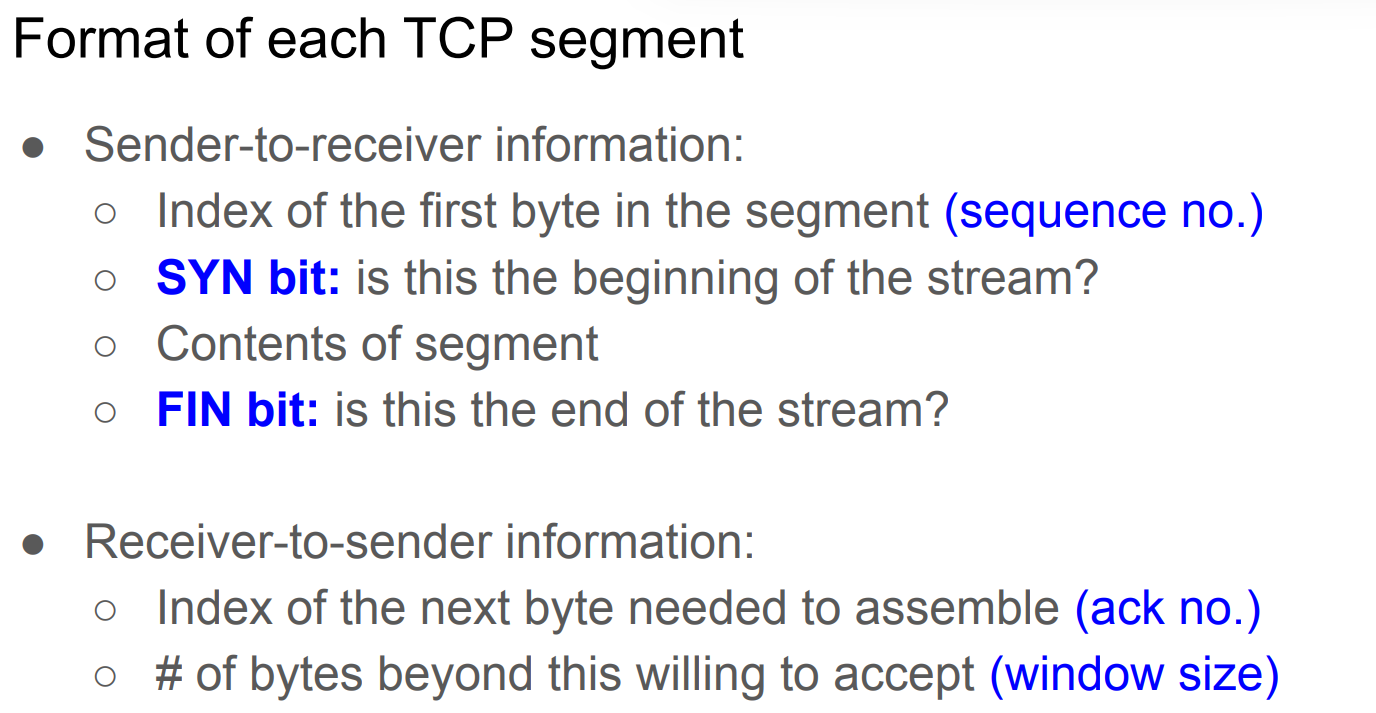 Format of each TCP segment
● Sender-to-receiver information:
○ Index of the first byte in the segment (sequence no.)
○ SYN bit: is this the beginning of the stream?
○ Contents of segment
○ FIN bit: is this the end of the stream?
● Receiver-to-sender information:
○ Index of the next byte needed to assemble (ack no.)
○ # of bytes beyond this willing to accept (window size)